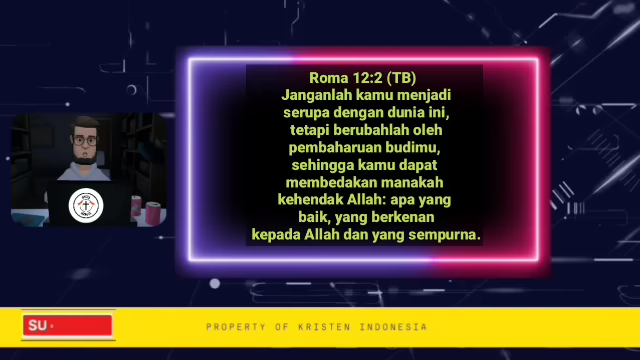 Roma 12:2 (TB)
Janganlah kamu menjadi
serupa dengan dunia ini,
tetapi berubahlah oleh
pembaharuan budimu,
sehingga kamu dapat
membedakan manakah
kehendak Allah: apa yang
baik, yang berkenan
kepada Allah dan yang sempurna.
SU
PROPERTY OF KRISTEN INDONESIA